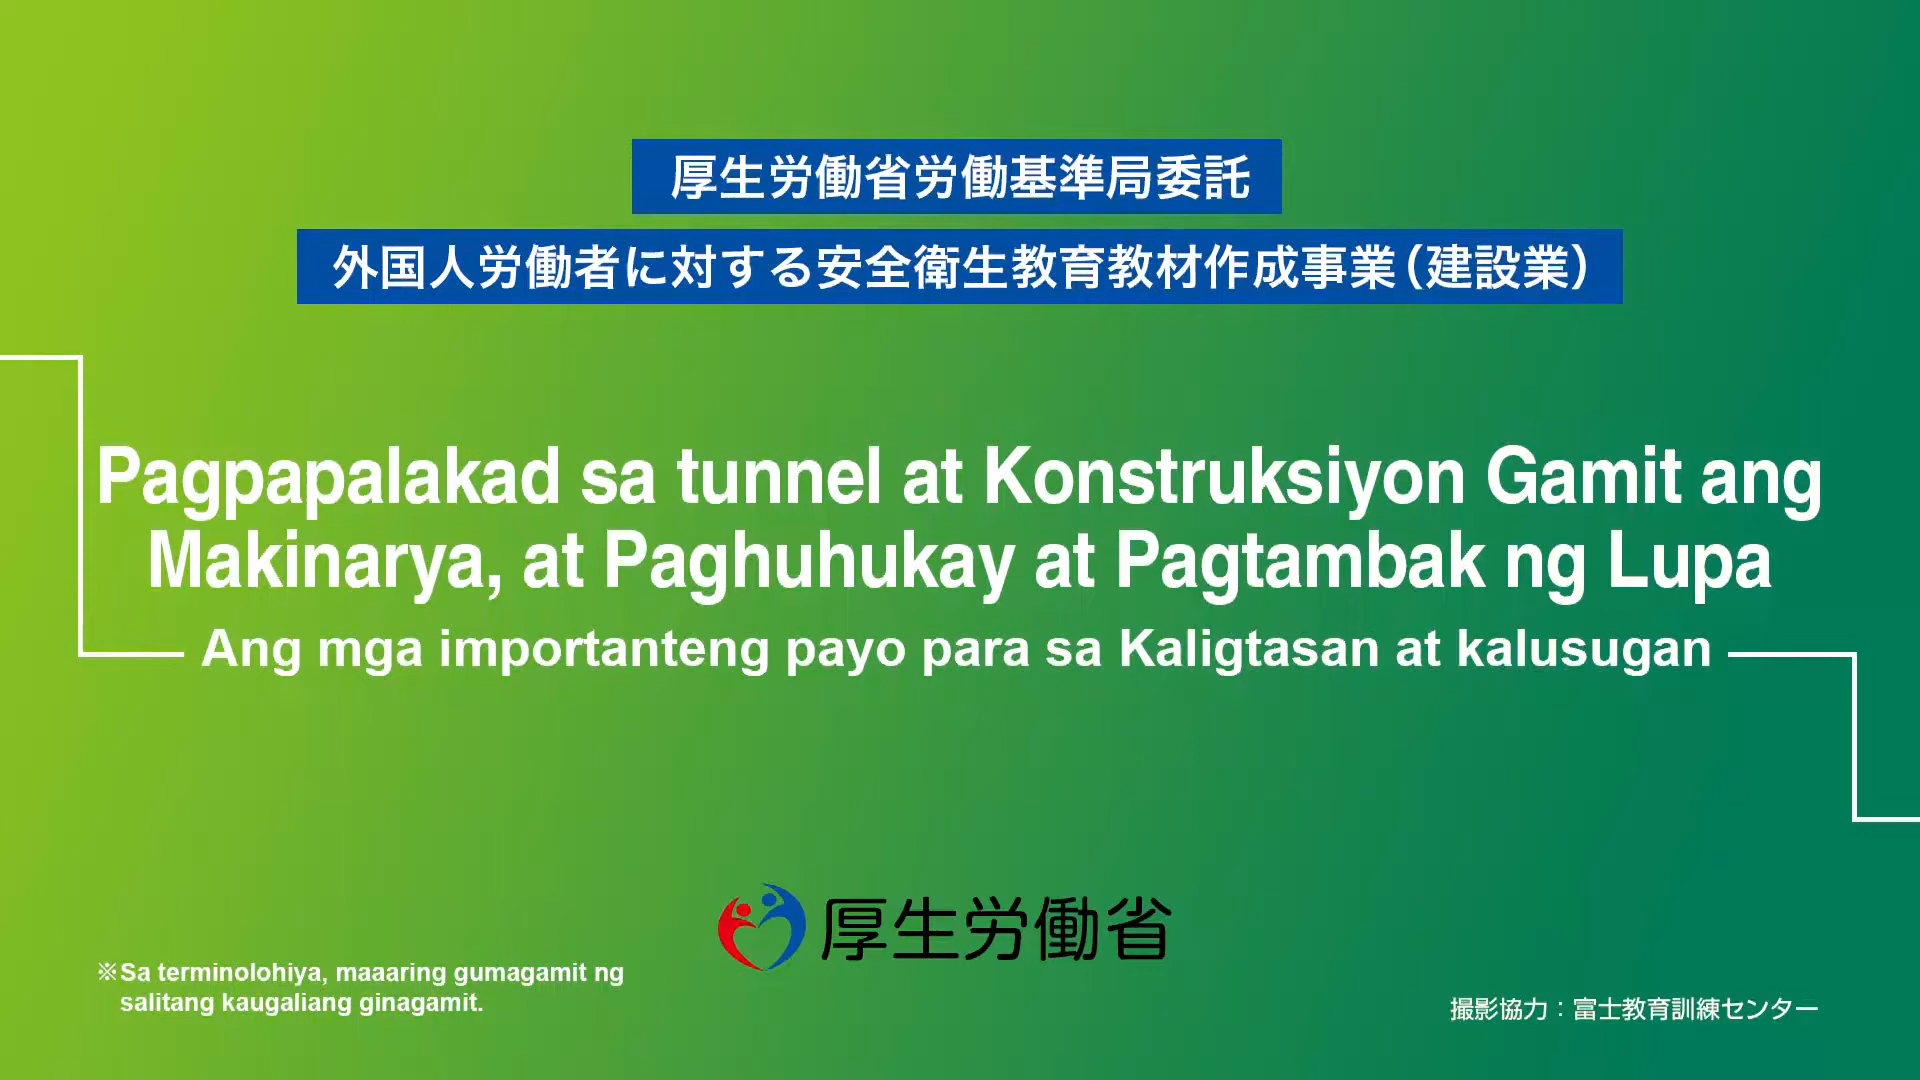 厚生労働省労働基準局委託
外国人労働者に対する安全衛生教育教材作成事業(建設業)
Pagpapalakad sa tunnel at Konstruksiyon Gamit ang
Makinarya, at Paghuhukay at Pagtambak ng Lupa
Ang mga importanteng payo para sa Kaligtasan at kalusugan
厚生労働省
※Sa terminolohiya, maaaring gumagamit ng
salitang kaugaliang ginagamit.
撮影協力:富士教育訓練センター